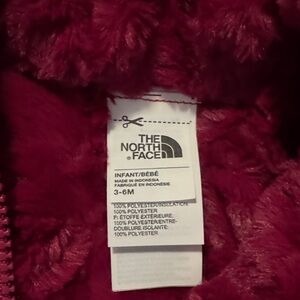 THE
NORTH
FACE
INFANT/BÉBÉ
MADE IN INDONESIA
FABRIQUÉ EN INDONÉSIE
3-6M
100% POLYESTER/INSULATION
100% POLYESTER
P: ÉTOFFE EXTÉRIEURE:
100% POLYESTER/ENTRE-
DOUBLURE ISOLANTE:
100% POLYESTER